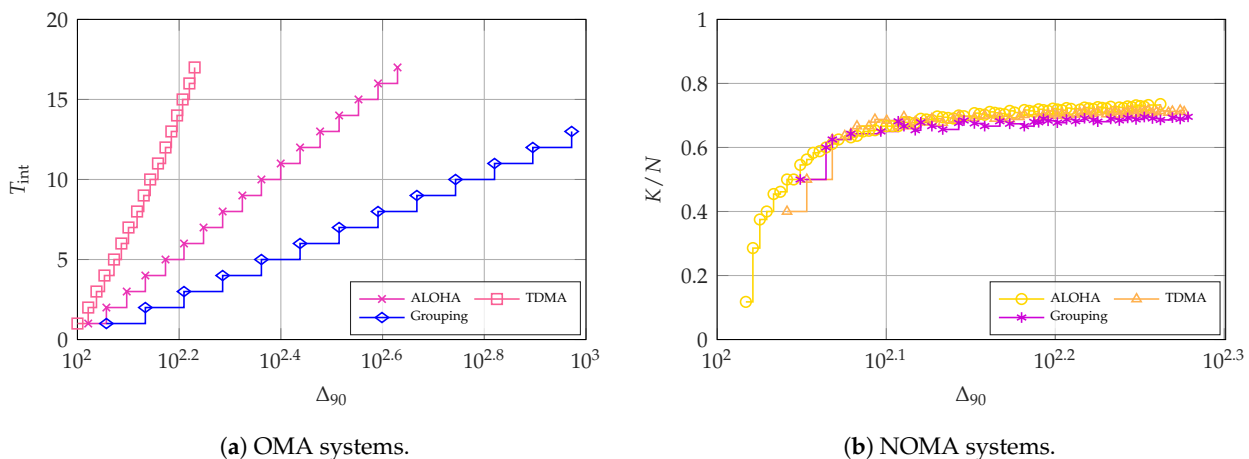 20
15
10
5
0
T_int
10^2
10^2.2
10^2.4
10^2.6
10^2.8
10^3
Δ_90
ALOHA
TDMA
Grouping
(a) OMA systems.
1
0.8
0.6
0.4
0.2
0
K/N
10^2
10^2.1
10^2.2
10^2.3
Δ_90
ALOHA
TDMA
Grouping
(b) NOMA systems.